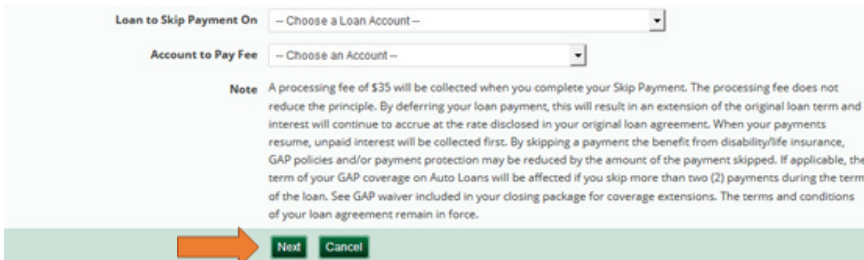 Loan to Skip Payment On -- Choose a Loan Account --
Account to Pay Fee -- Choose an Account --
Note A processing fee of $35 will be collected when you complete your Skip Payment. The processing fee does not
reduce the principle. By deferring your loan payment, this will result in an extension of the original loan term and
interest will continue to accrue at the rate disclosed in your original loan agreement. When your payments
resume, unpaid interest will be collected first. By skipping a payment the benefit from disability/life insurance,
GAP policies and/or payment protection may be reduced by the amount of the payment skipped. If applicable, the
term of your GAP coverage on Auto Loans will be affected if you skip more than two (2) payments during the term
of the loan. See GAP waiver included in your closing package for coverage extensions. The terms and conditions
of your loan agreement remain in force.
Next Cancel